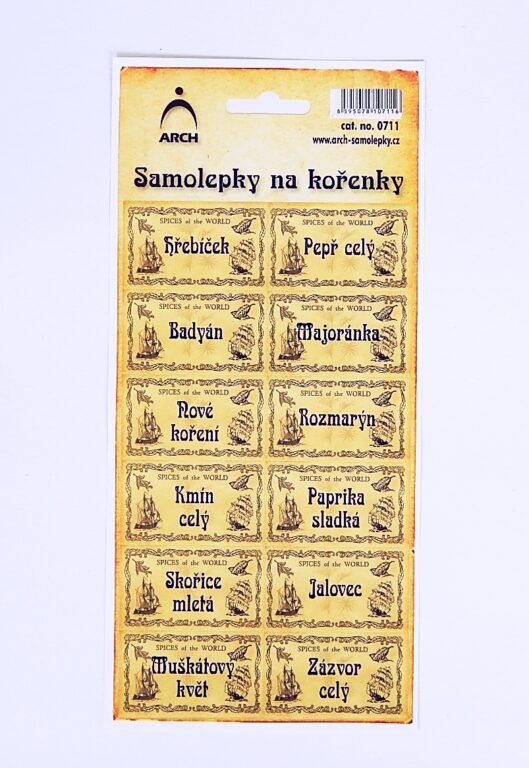 ARCH
8595078107116
cat. no. 0711
www.arch-samolepky.cz
Samolepky na kořenky
SPICES of the WORLD
Hřebíček
SPICES of the WORLD
Pepř celý
SPICES of the WORLD
Badyán
SPICES of the WORLD
Majoránka
SPICES of the WORLD
Nové
koření
SPICES of the WORLD
Rozmarýn
SPICES of the WORLD
Kmín
celý
SPICES of the WORLD
Paprika
sladká
SPICES of the WORLD
Skořice
mletá
SPICES of the WORLD
Jalovec
SPICES of the WORLD
Muškátový
květ
SPICES of the WORLD
Zázvor
celý